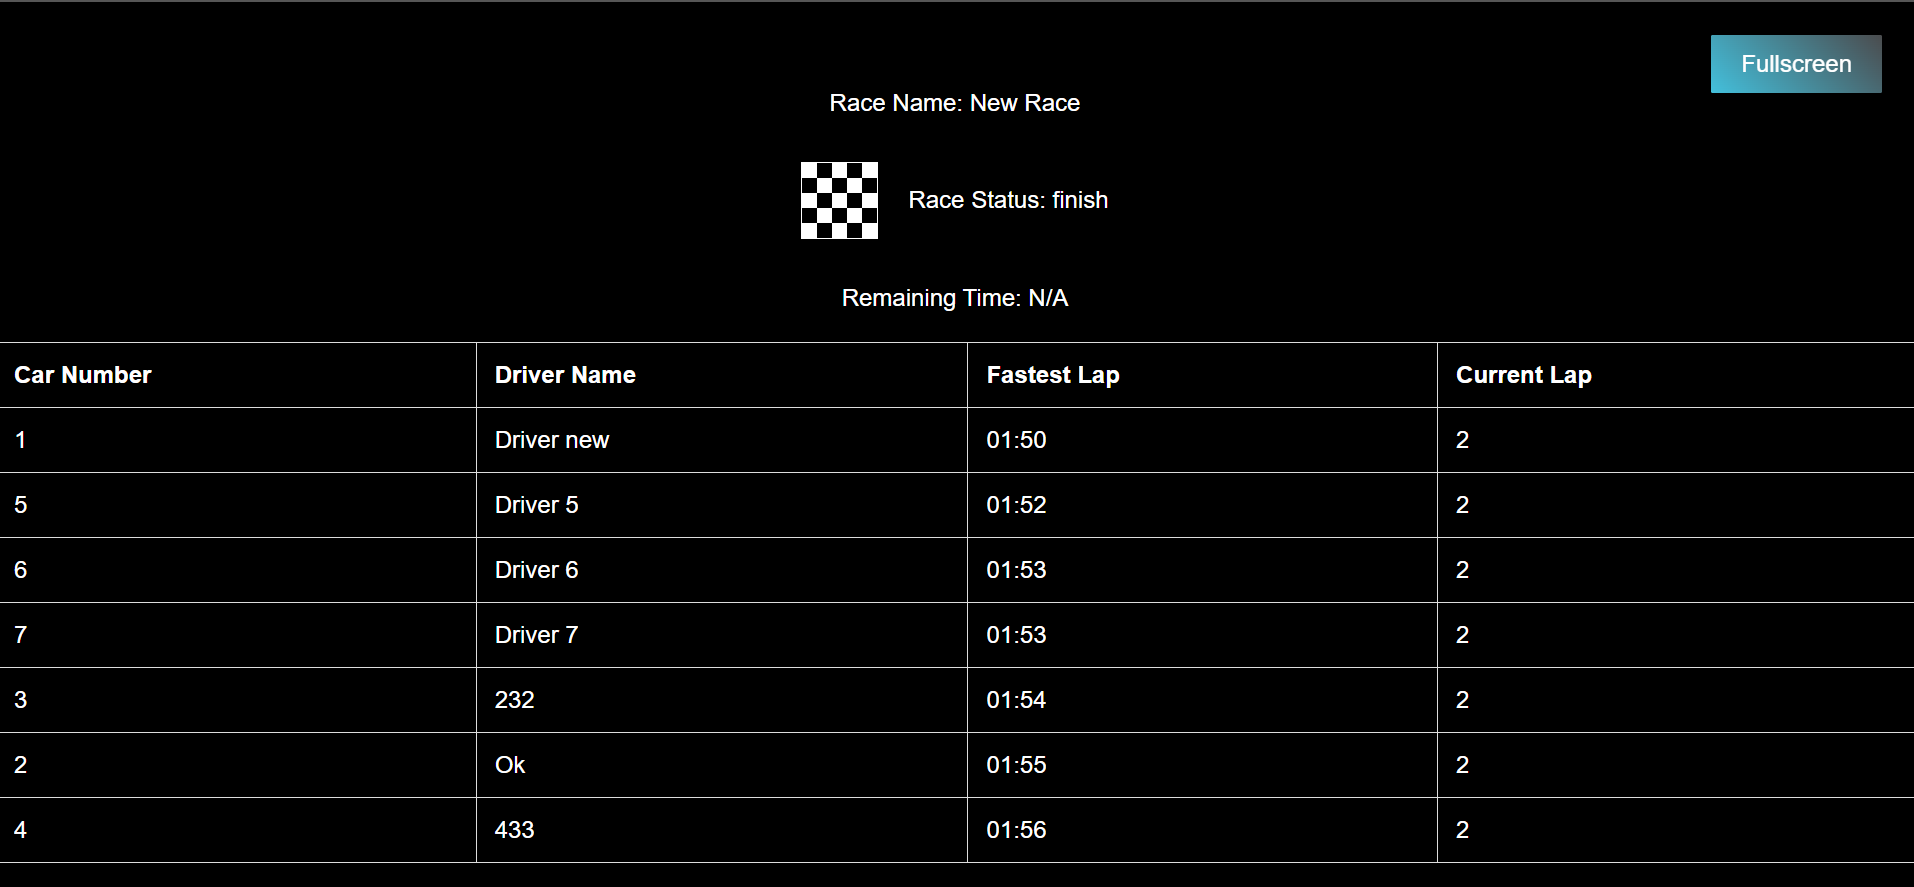 Fullscreen
Race Name: New Race
Race Status: finish
Remaining Time: N/A
Car Number Driver Name Fastest Lap Current Lap
1 Driver new 01:50 2
5 Driver 5 01:52 2
6 Driver 6 01:53 2
7 Driver 7 01:53 2
3 232 01:54 2
2 Ok 01:55 2
4 433 01:56 2